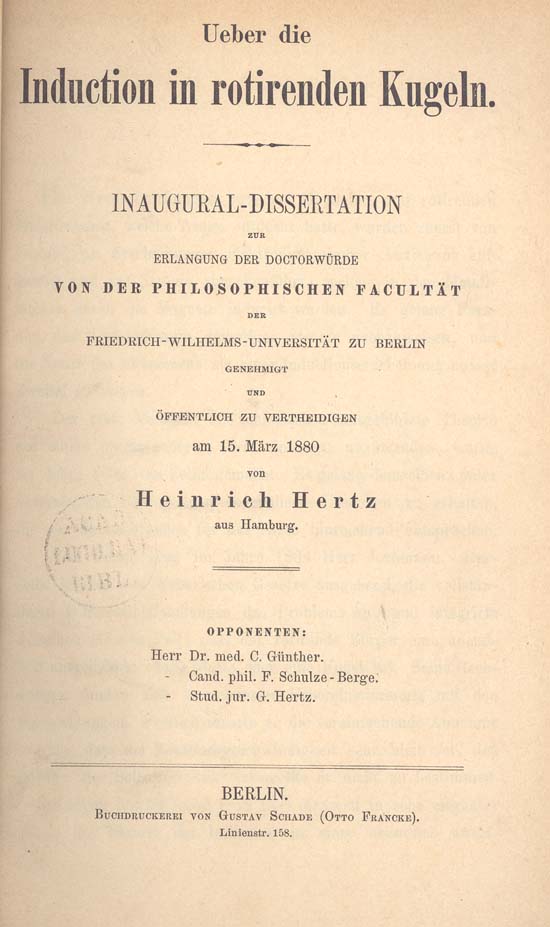 Ueber die
Induction in rotirenden Kugeln.
INAUGURAL-DISSERTATION
ZUR
ERLANGUNG DER DOCTORWÜRDE
VON DER PHILOSOPHISCHEN FACULTÄT
DER
FRIEDRICH-WILHELMS-UNIVERSITÄT ZU BERLIN
GENEHMIGT
UND
ÖFFENTLICH ZU VERTHEIDIGEN
am 15. März 1880
von
Heinrich Hertz
aus Hamburg.
ACAD
BIBL
OPPONENTEN:
Herr Dr. med. C. Günther.
- Cand. phil. F. Schulze-Berge.
- Stud. jur. G. Hertz.
BERLIN.
BUCHDRUCKEREI VON GUSTAV SCHADE (OTTO FRANCKE).
Linienstr. 158.